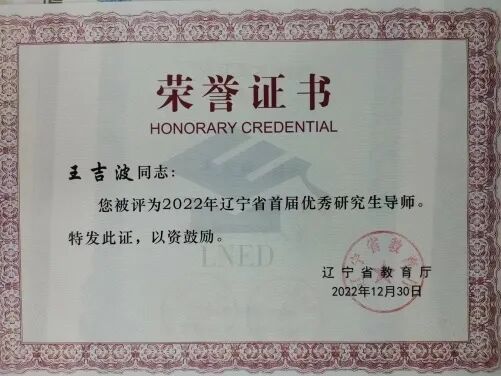 荣誉证书
HONORARY CREDENTIAL
王吉波同志:
您被评为2022年辽宁省首届优秀研究生导师。
特发此证,以资鼓励。
LNED
辽宁省教育厅
2022年12月30日